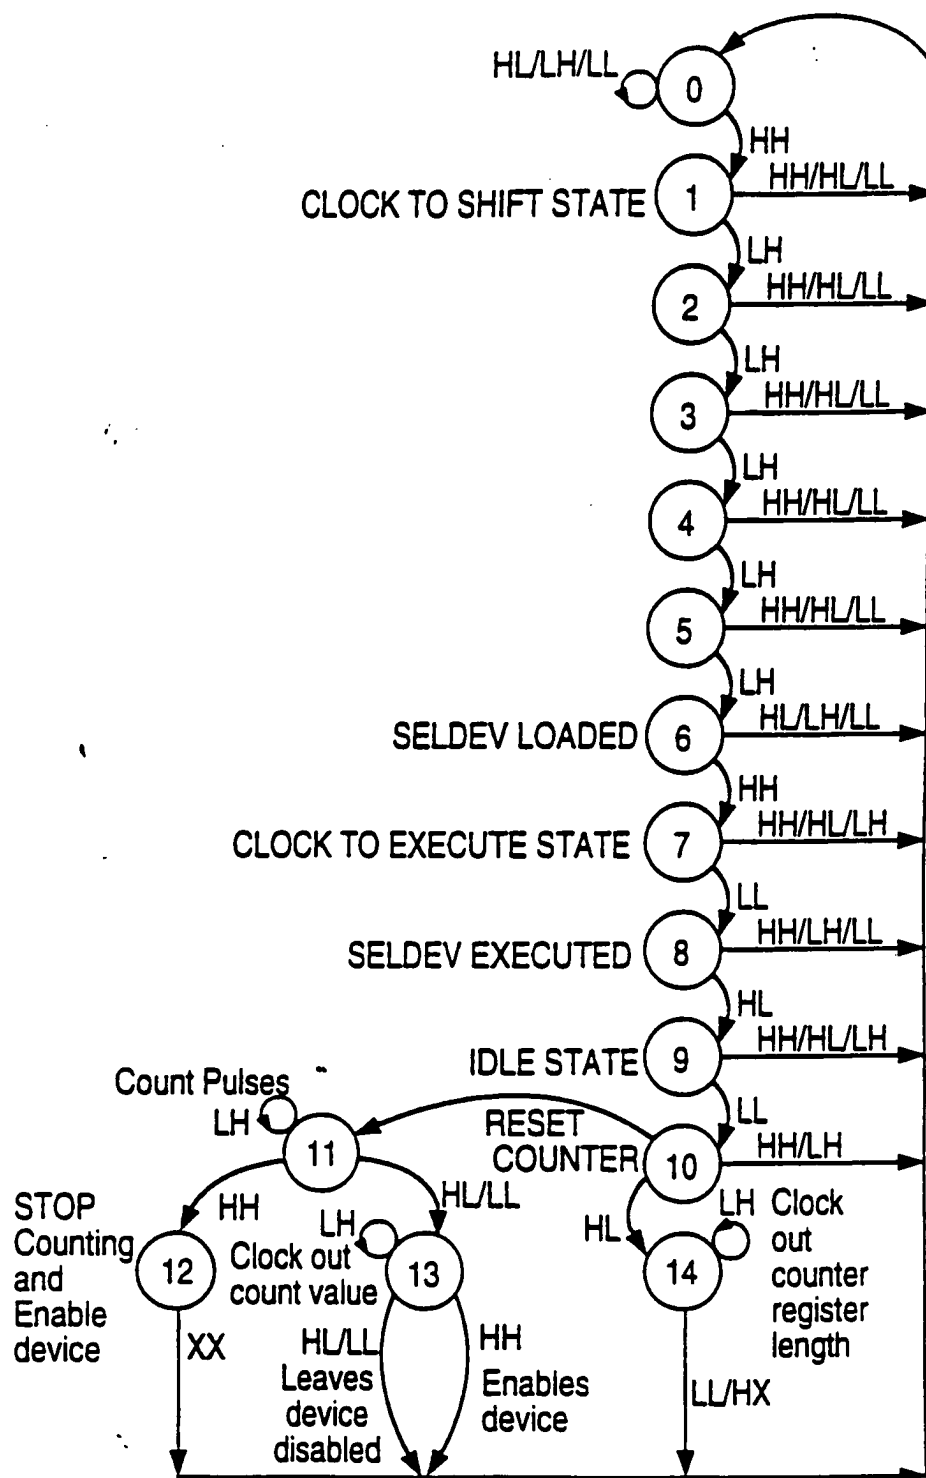 HL/LH/LL
0
HH
CLOCK TO SHIFT STATE
1
HH/HL/LL
LH
2
HH/HL/LL
LH
3
HH/HL/LL
LH
4
HH/HL/LL
LH
5
HH/HL/LL
LH
SELDEV LOADED
6
HL/LH/LL
HH
CLOCK TO EXECUTE STATE
7
HH/HL/LH
LL
SELDEV EXECUTED
8
HH/LH/LL
HL
IDLE STATE
9
HH/HL/LH
LL
RESET
COUNTER
10
HH/LH
Count Pulses
LH
11
HH
HL/LL
STOP
Counting
and
Enable
device
12
XX
LH
Clock out
count value
13
HL/LL
Leaves
device
disabled
HH
Enables
device
HL
14
LH
Clock
out
counter
register
length
LL/HX